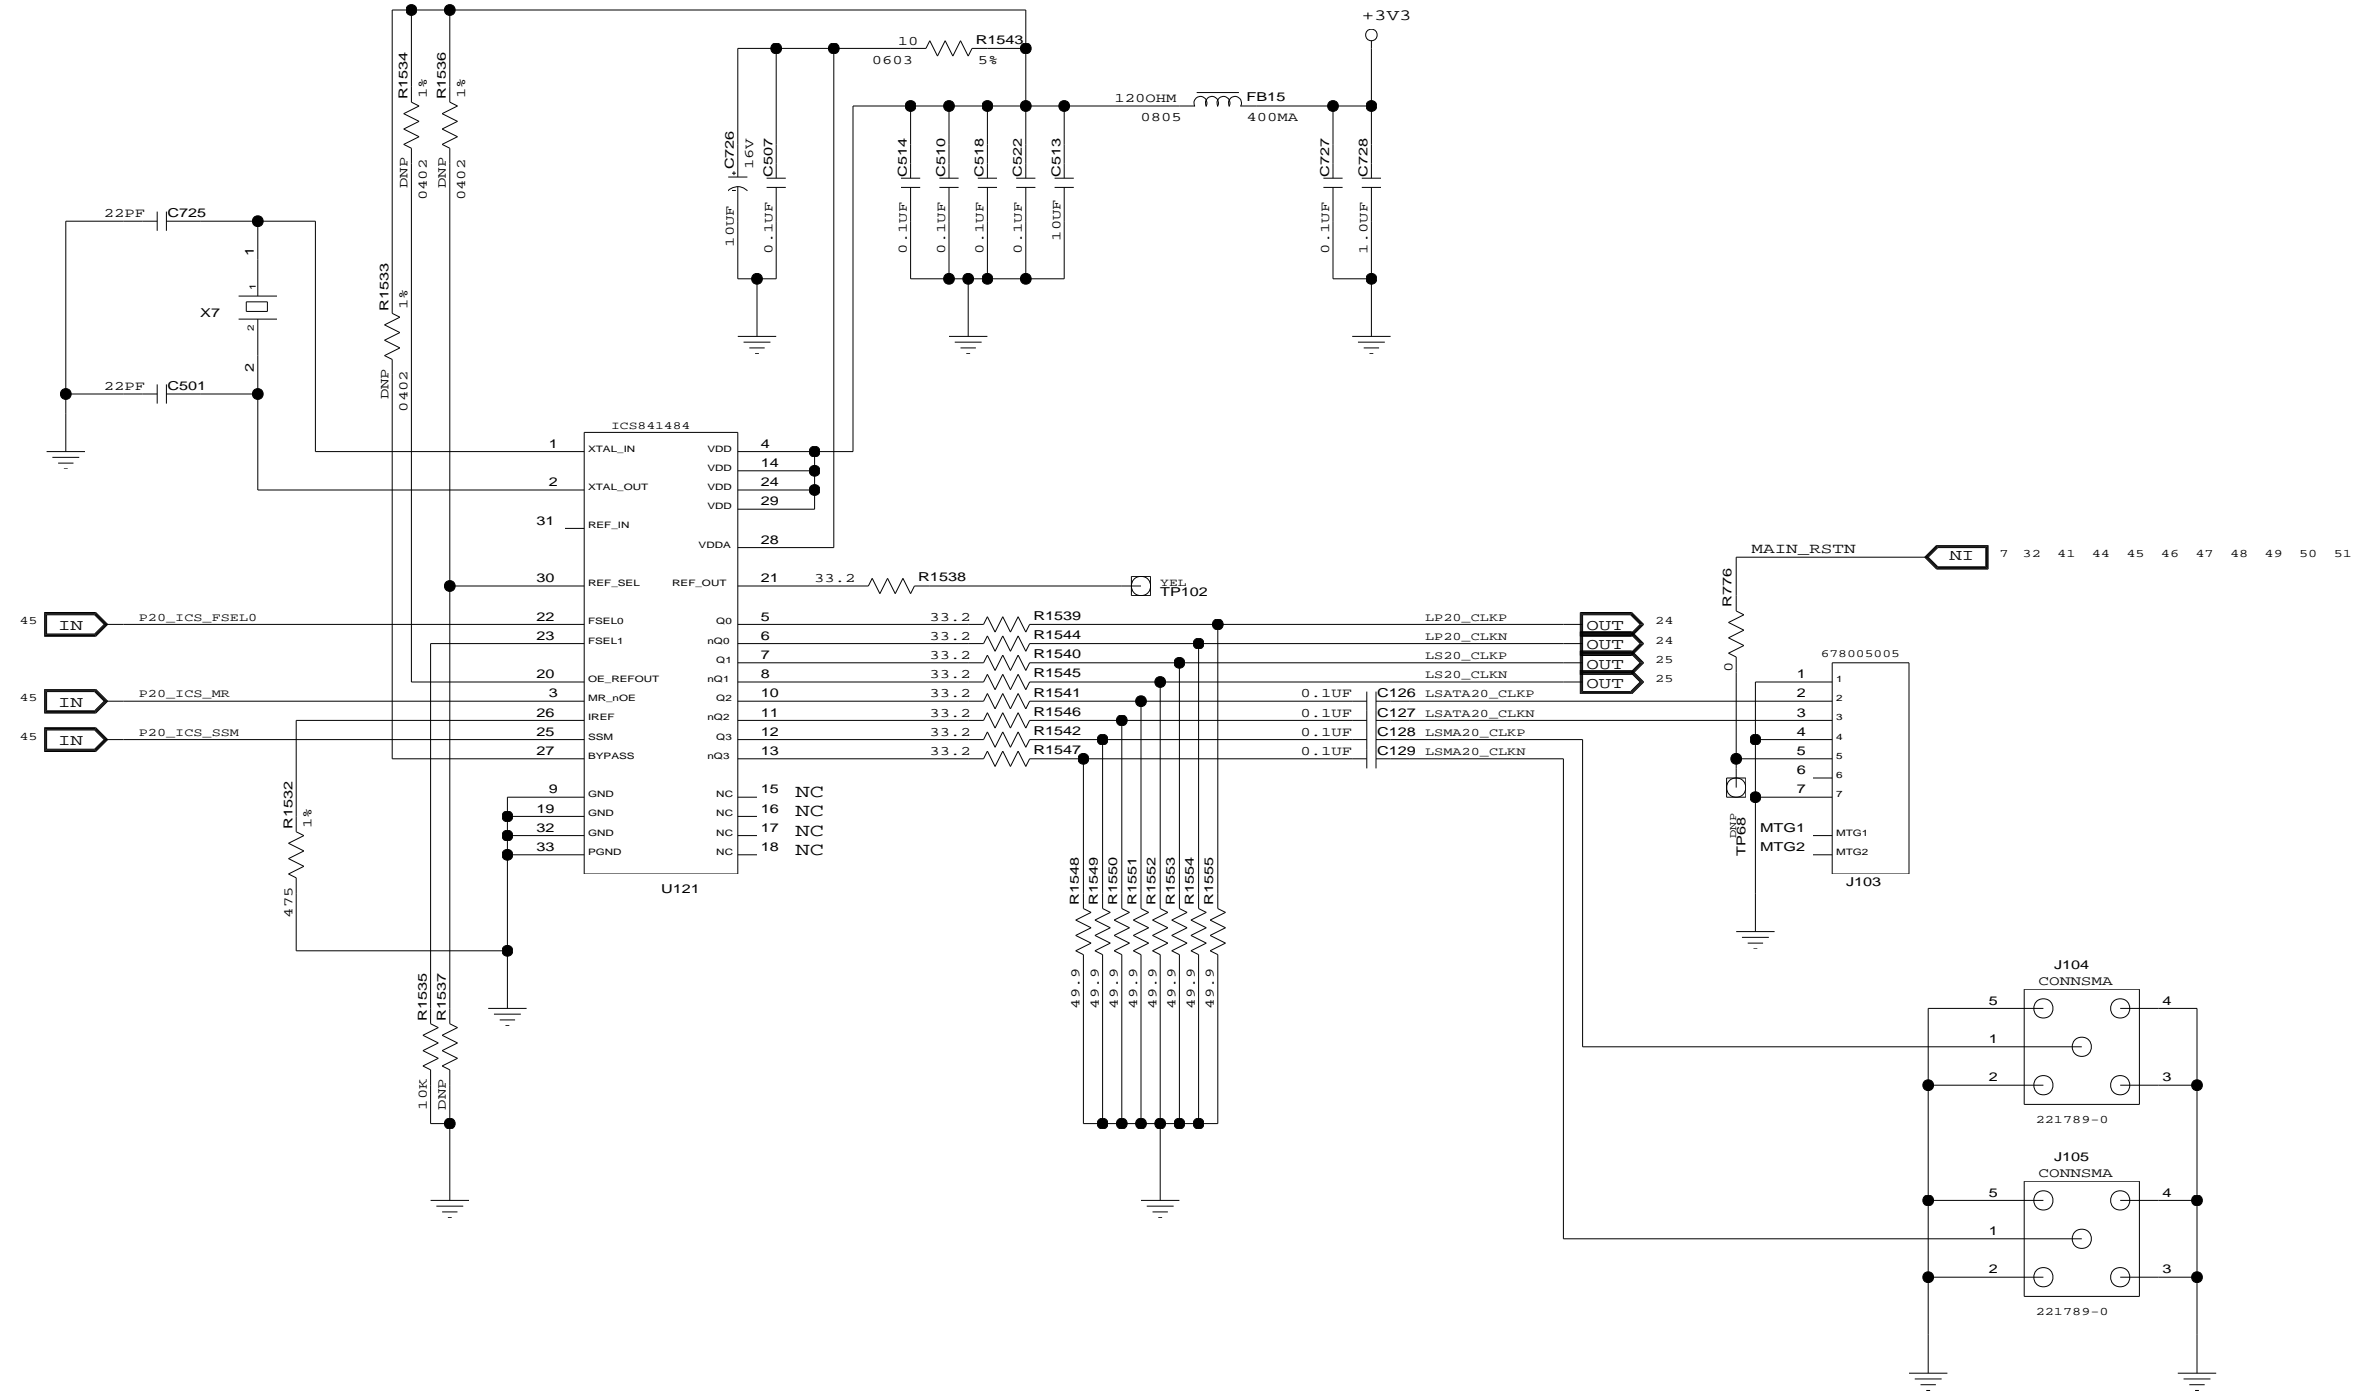 +3V3
10
R1543
0603
5%
R1534
1%
DNP
0402
R1536
1%
DNP
0402
120OHM
FB15
0805
400MA
C726
16V
10UF
C507
0.1UF
C514
0.1UF
C510
0.1UF
C518
0.1UF
C522
0.1UF
C513
10UF
C727
0.1UF
C728
1.0UF
22PF
C725
1
1
X7
2
2
22PF
C501
R1533
1%
DNP
0402
ICS841484
1 XTAL_IN
2 XTAL_OUT
31 REF_IN
30 REF_SEL
22 FSEL0
23 FSEL1
20 OE_REFOUT
3 MR_nOE
26 IREF
25 SSM
27 BYPASS
9 GND
19 GND
32 GND
33 PGND
VDD 4
VDD 14
VDD 24
VDD 29
VDDA 28
REF_OUT 21
Q0 5
nQ0 6
Q1 7
nQ1 8
Q2 10
nQ2 11
Q3 12
nQ3 13
NC 15 NC
NC 16 NC
NC 17 NC
NC 18 NC
U121
45 IN P20_ICS_FSEL0
45 IN P20_ICS_MR
45 IN P20_ICS_SSM
R1532
1%
475
R1535
10K
R1537
DNP
33.2 R1538
YEL
TP102
33.2 R1539 LP20_CLKP OUT 24
33.2 R1544 LP20_CLKN OUT 24
33.2 R1540 LS20_CLKP OUT 25
33.2 R1545 LS20_CLKN OUT 25
33.2 R1541 0.1UF C126 LSATA20_CLKP
33.2 R1546 0.1UF C127 LSATA20_CLKN
33.2 R1542 0.1UF C128 LSMA20_CLKP
33.2 R1547 0.1UF C129 LSMA20_CLKN
R1548
49.9
R1549
49.9
R1550
49.9
R1551
49.9
R1552
49.9
R1553
49.9
R1554
49.9
R1555
49.9
MAIN_RSTN
NI
7 32 41 44 45 46 47 48 49 50 51
R776
0
DNP
TP68
678005005
1 1
2 2
3 3
4 4
5 5
6 6
7 7
MTG1 MTG1
MTG2 MTG2
J103
J104
CONNSMA
5 4
1
2 3
221789-0
J105
CONNSMA
5 4
1
2 3
221789-0